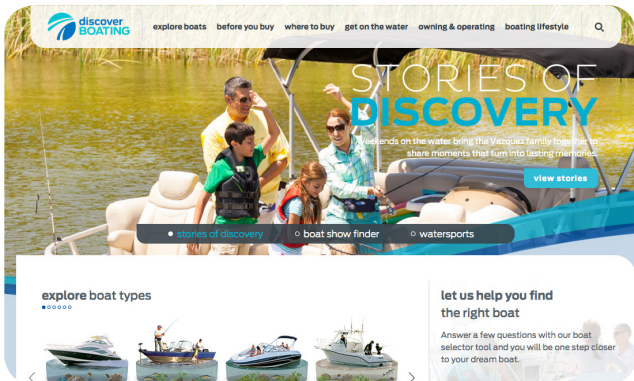 discover
BOATING
explore boats before you buy where to buy get on the water owning & operating boating lifestyle
STORIES OF
DISCOVERY
Weekends on the water bring the Vazquez family together to
share moments that turn into lasting memories.
view stories
stories of discovery boat show finder watersports
explore boat types
let us help you find
the right boat
Answer a few questions with our boat
selector tool and you will be one step closer
to your dream boat.